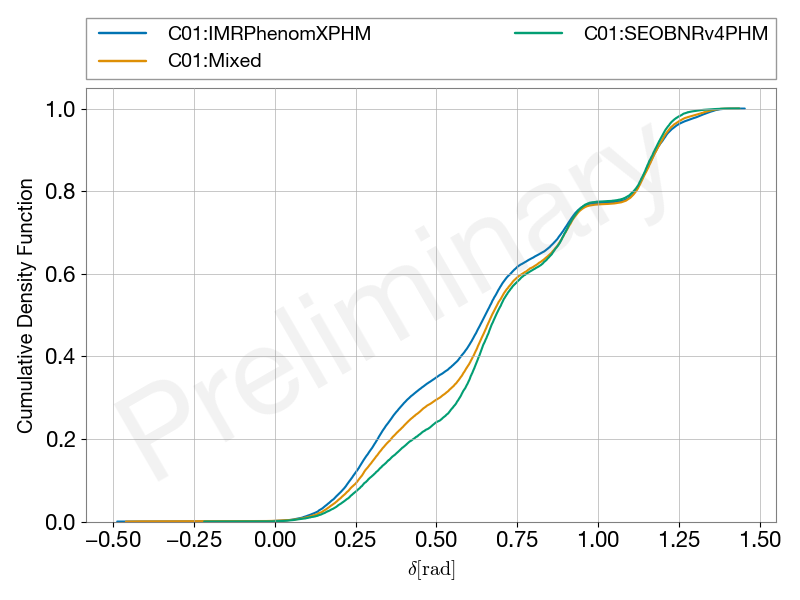 C01:IMRPhenomXPHM
C01:Mixed
C01:SEOBNRv4PHM
Preliminary
Cumulative Density Function
1.0
0.8
0.6
0.4
0.2
0.0
−0.50 −0.25 0.00 0.25 0.50 0.75 1.00 1.25 1.50
δ[rad]